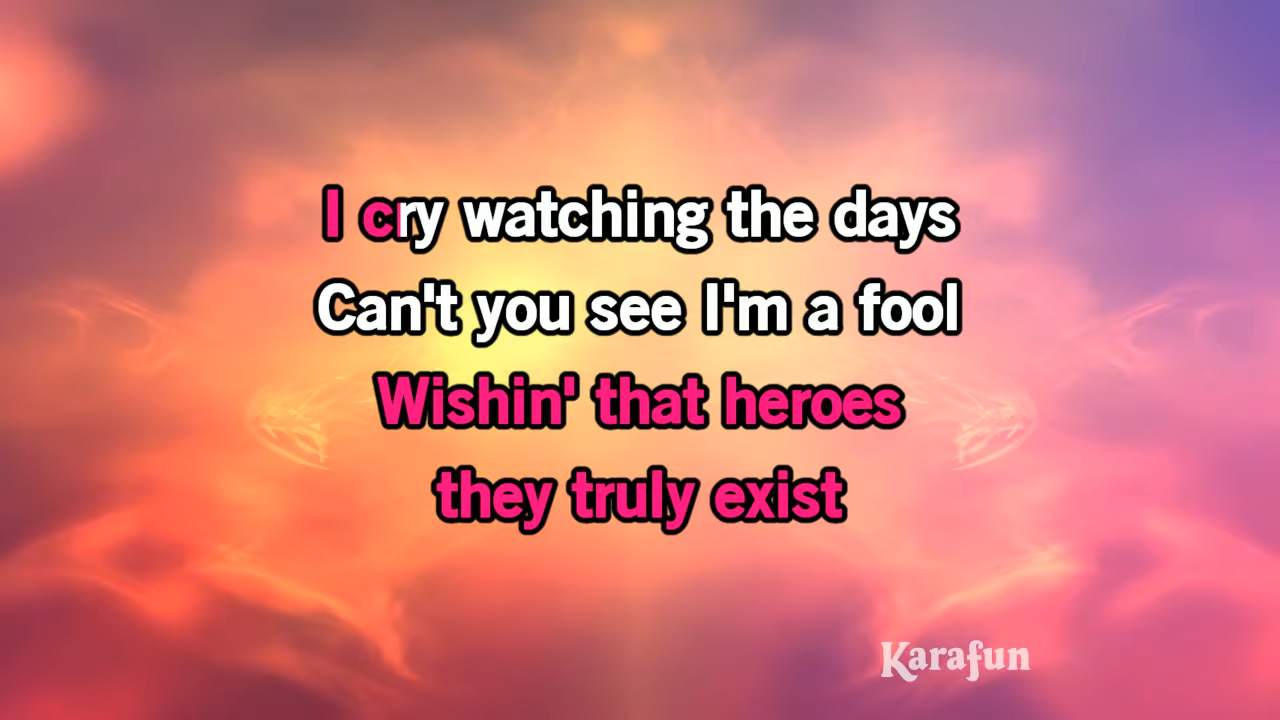 I cry watching the days
Can't you see I'm a fool
Wishin' that heroes
they truly exist
Karafun